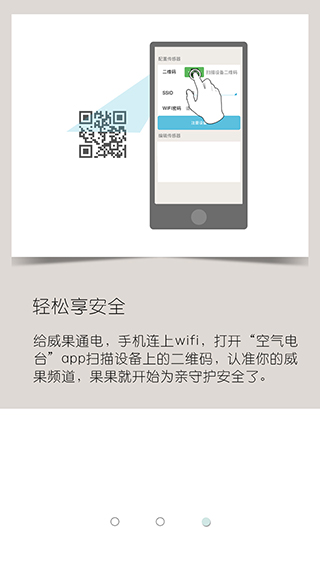 配置传感器
二维码
扫描设备二维码
SSID
WiFi密码
编辑传感器
轻松享安全
给威果通电，手机连上wifi，打开“空气电
台”app扫描设备上的二维码，认准你的威
果频道，果果就开始为亲守护安全了。